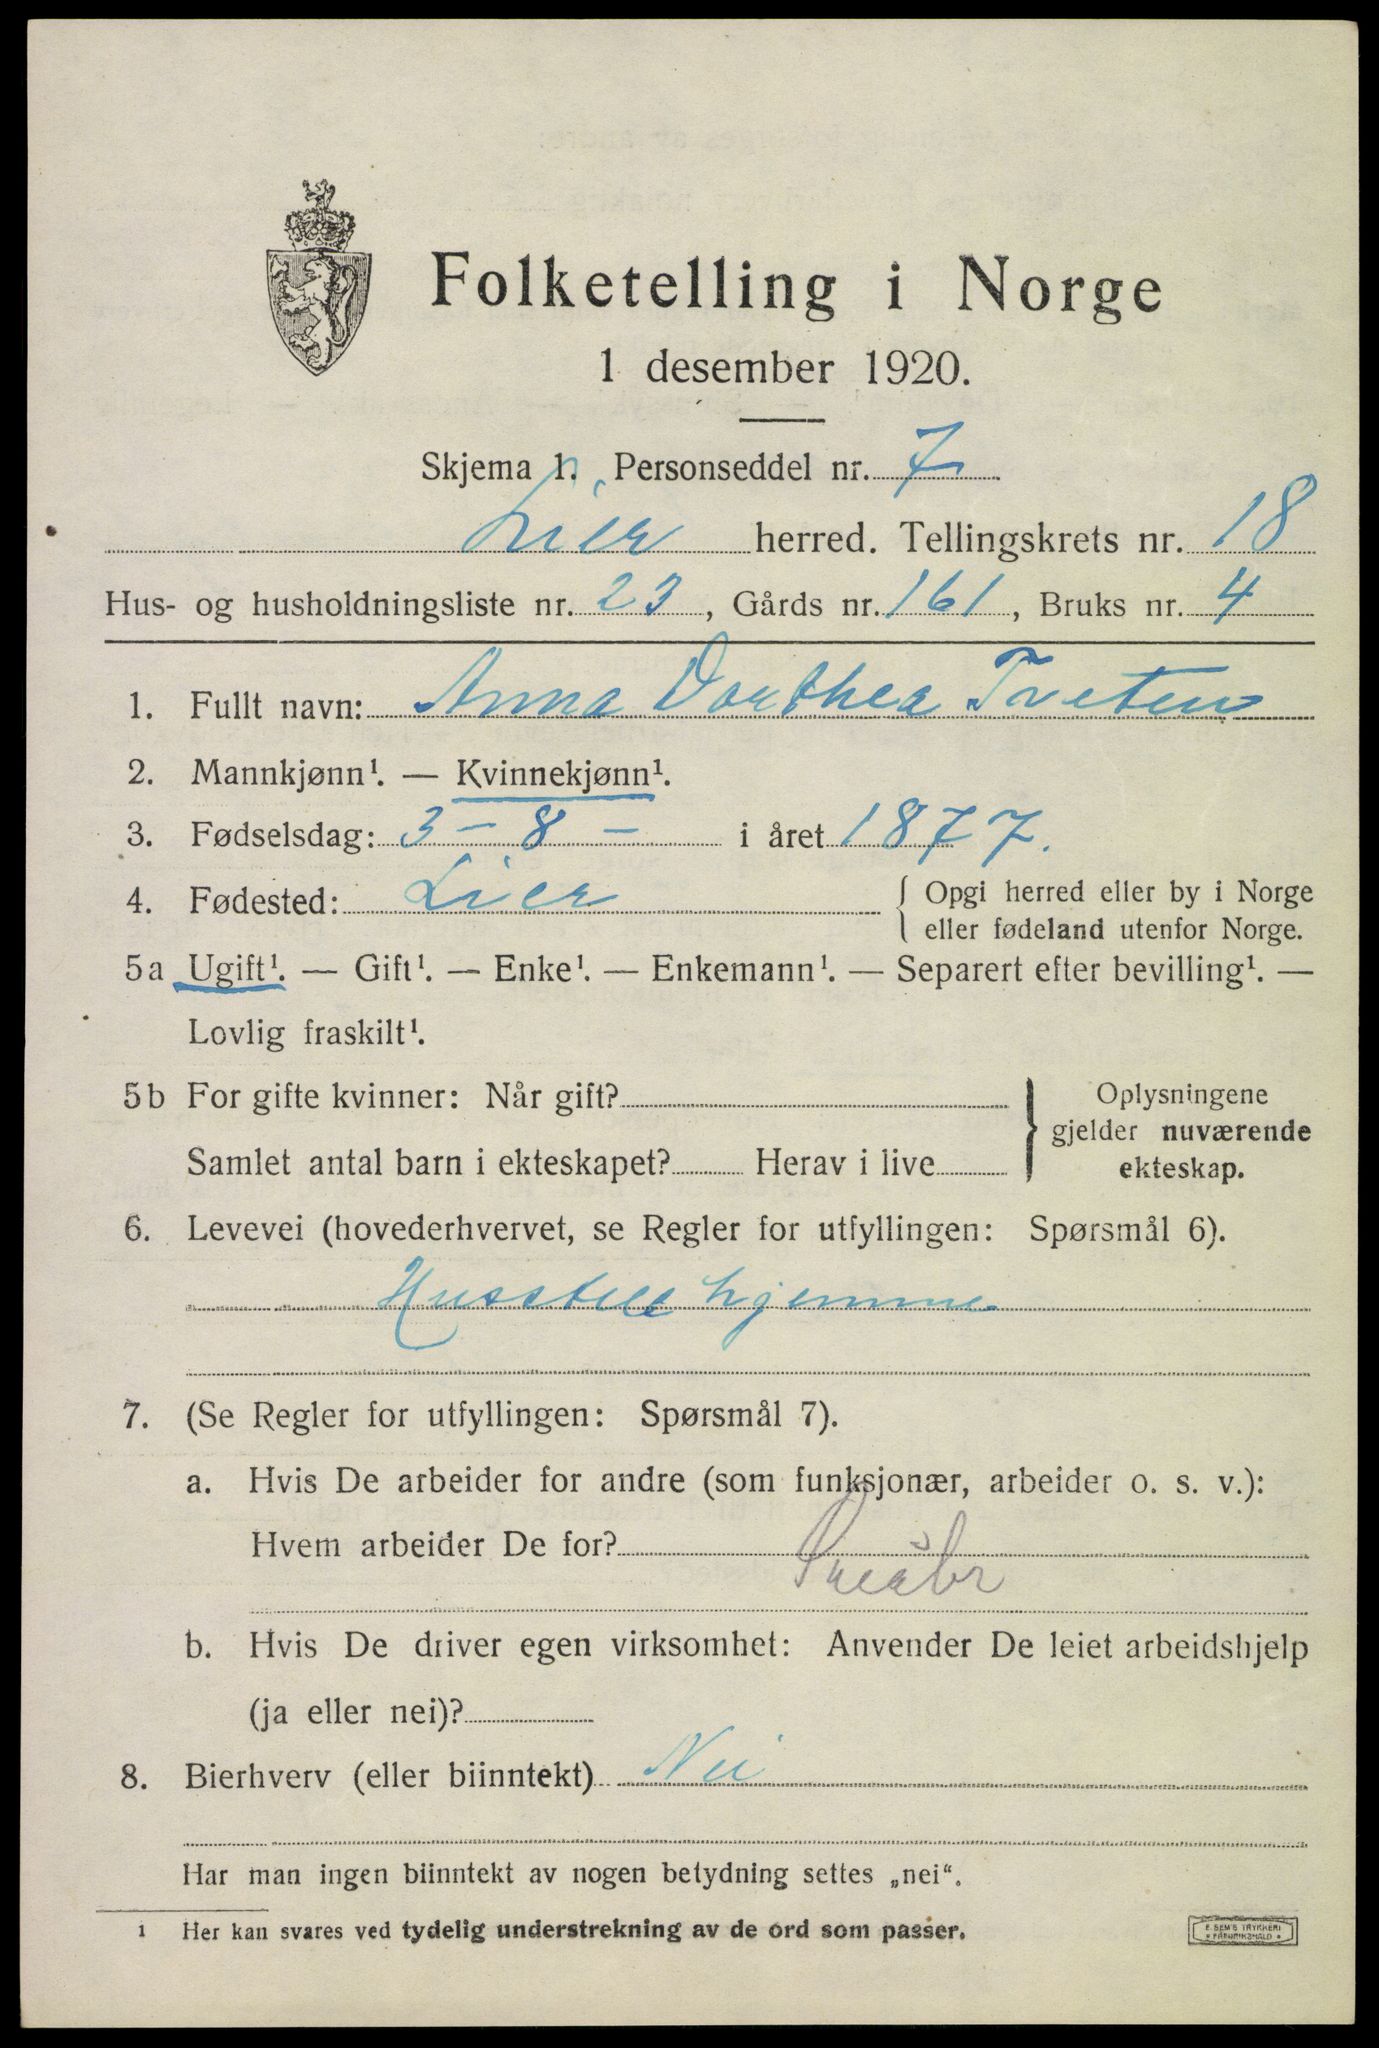 Folketelling i Norge
1 desember 1920.
Skjema 1. Personseddel nr. 7
Lier herred. Tellingskrets nr. 18
Hus- og husholdningsliste nr. 23, Gårds nr. 161, Bruks nr. 4
1. Fullt navn: Anna Dorthea Tveten
2. Mannkjønn¹. — Kvinnekjønn¹.
3. Fødselsdag: 3 - 8 - i året 1877.
4. Fødested: Lier { Opgi herred eller by i Norge
eller fødeland utenfor Norge.
5a Ugift¹. — Gift¹. — Enke¹. — Enkemann¹. — Separert efter bevilling¹. —
Lovlig fraskilt¹.
5b For gifte kvinner: Når gift? } Oplysningene
gjelder nuværende
Samlet antal barn i ekteskapet? Herav i live ekteskap.
6. Levevei (hovederhvervet, se Regler for utfyllingen: Spørsmål 6).
Husstell hjemme
7. (Se Regler for utfyllingen: Spørsmål 7).
a. Hvis De arbeider for andre (som funksjonær, arbeider o. s. v.):
Hvem arbeider De for?
b. Hvis De driver egen virksomhet: Anvender De leiet arbeidshjelp
(ja eller nei)?
8. Bierhverv (eller biinntekt) Nei
Har man ingen biinntekt av nogen betydning settes „nei“.
¹ Her kan svares ved tydelig understrekning av de ord som passer.
E. SEM'S TRYKKERI
* FREDRIKSHALD *